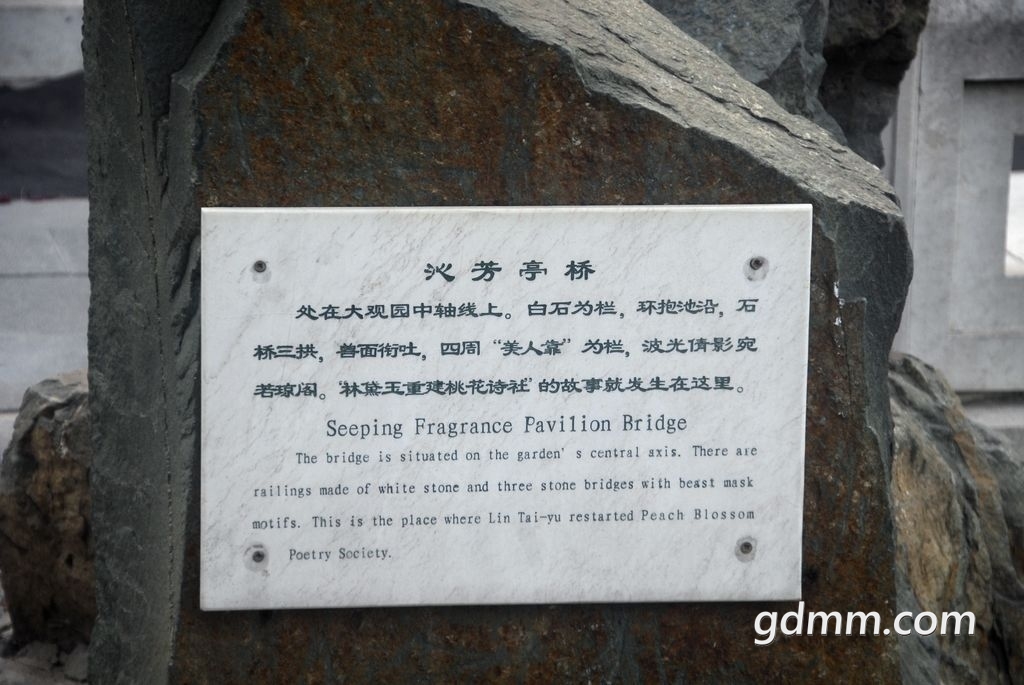 沁芳亭桥
处在大观园中轴线上。白石为栏，环抱池沿，石
桥三拱，兽面衔吐，四周“美人靠”为栏，波光倩影宛
若琼阁。“林黛玉重建桃花诗社”的故事就发生在这里。
Seeping Fragrance Pavilion Bridge
The bridge is situated on the garden's central axis. There are
railings made of white stone and three stone bridges with beast mask
motifs. This is the place where Lin Tai-yu restarted Peach Blossom
Poetry Society.
gdmm.com